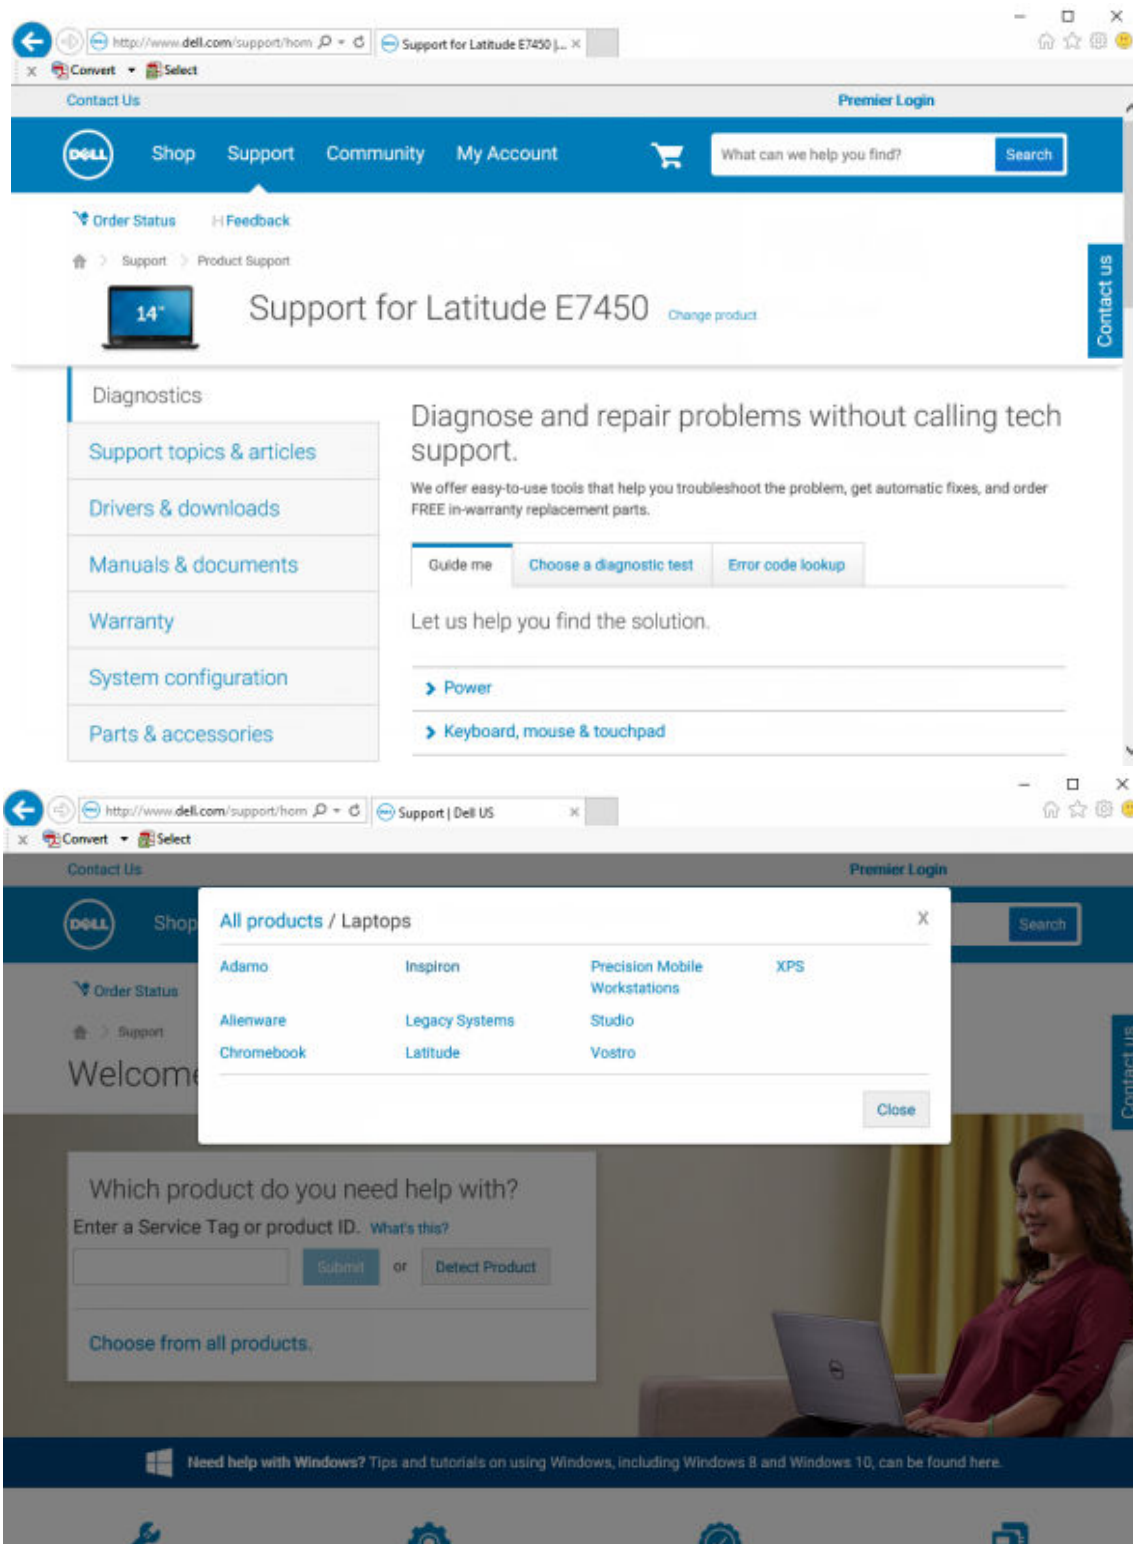 http://www.dell.com/support/hom
Support for Latitude E7450 |...
x Convert Select
Contact Us Premier Login
DELL Shop Support Community My Account What can we help you find? Search
Order Status Feedback
Support Product Support
14"
Support for Latitude E7450 Change product
Contact us
Diagnostics
Support topics & articles
Drivers & downloads
Manuals & documents
Warranty
System configuration
Parts & accessories
Diagnose and repair problems without calling tech
support.
We offer easy-to-use tools that help you troubleshoot the problem, get automatic fixes, and order
FREE in-warranty replacement parts.
Guide me Choose a diagnostic test Error code lookup
Let us help you find the solution.
Power
Keyboard, mouse & touchpad
http://www.dell.com/support/hom
Support | Dell US
x Convert Select
Contact Us Premier Login
DELL Shop Search
All products / Laptops X
Adamo Inspiron Precision Mobile Workstations XPS
Alienware Legacy Systems Studio
Chromebook Latitude Vostro
Close
Order Status
Support
Welcome
Contact us
Which product do you need help with?
Enter a Service Tag or product ID. What's this?
Submit or Detect Product
Choose from all products.
Need help with Windows? Tips and tutorials on using Windows, including Windows 8 and Windows 10, can be found here.